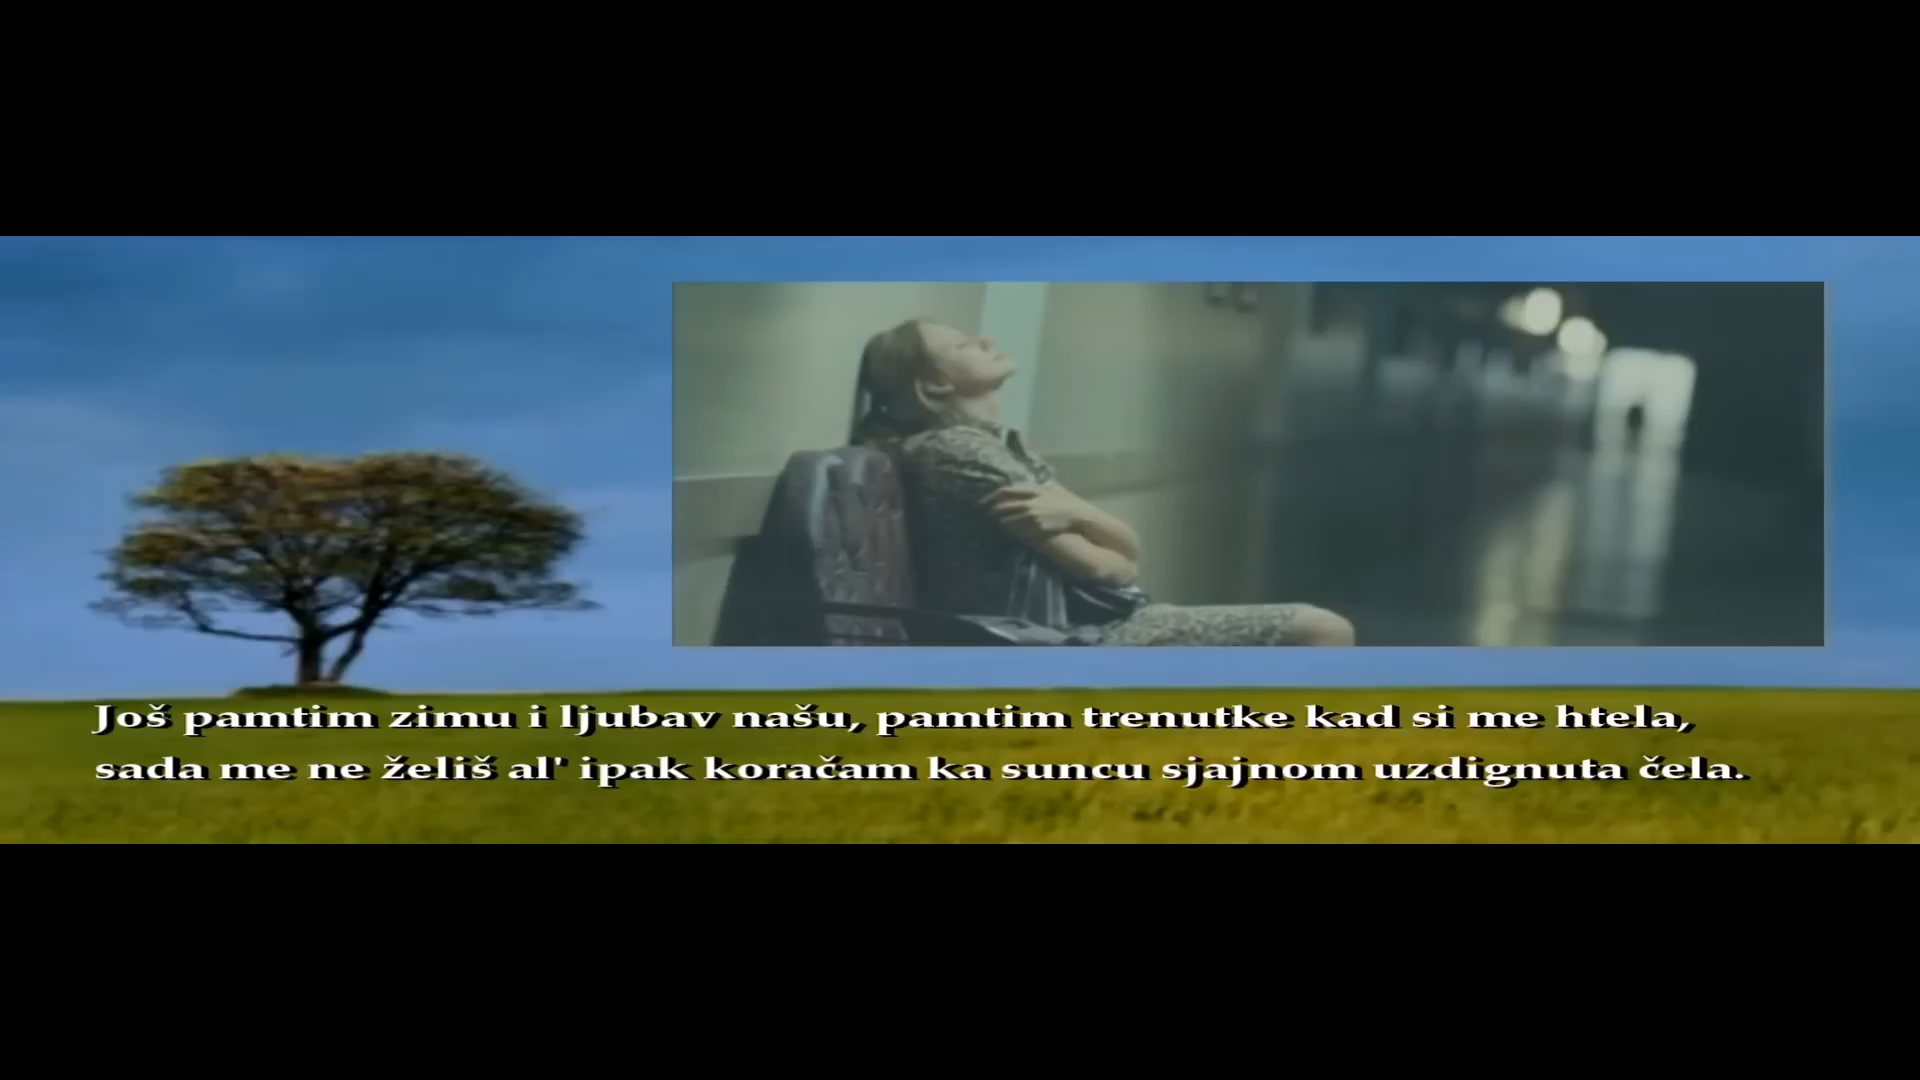 Još pamtim zimu i ljubav našu, pamtim trenutke kad si me htela,
sada me ne želiš al' ipak koračam ka suncu sjajnom uzdignuta čela.